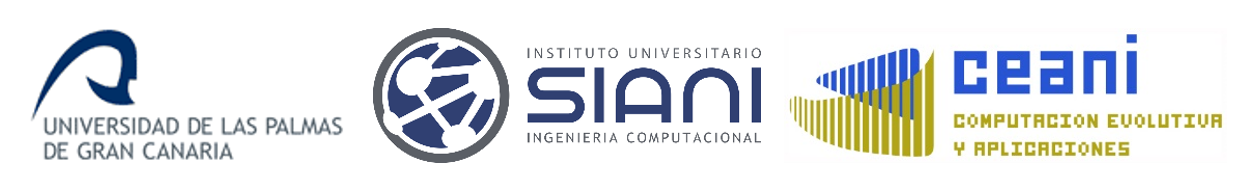 UNIVERSIDAD DE LAS PALMAS
DE GRAN CANARIA
INSTITUTO UNIVERSITARIO
SIANI
INGENIERIA COMPUTACIONAL
ceani
COMPUTACION EVOLUTIVA
Y APLICACIONES